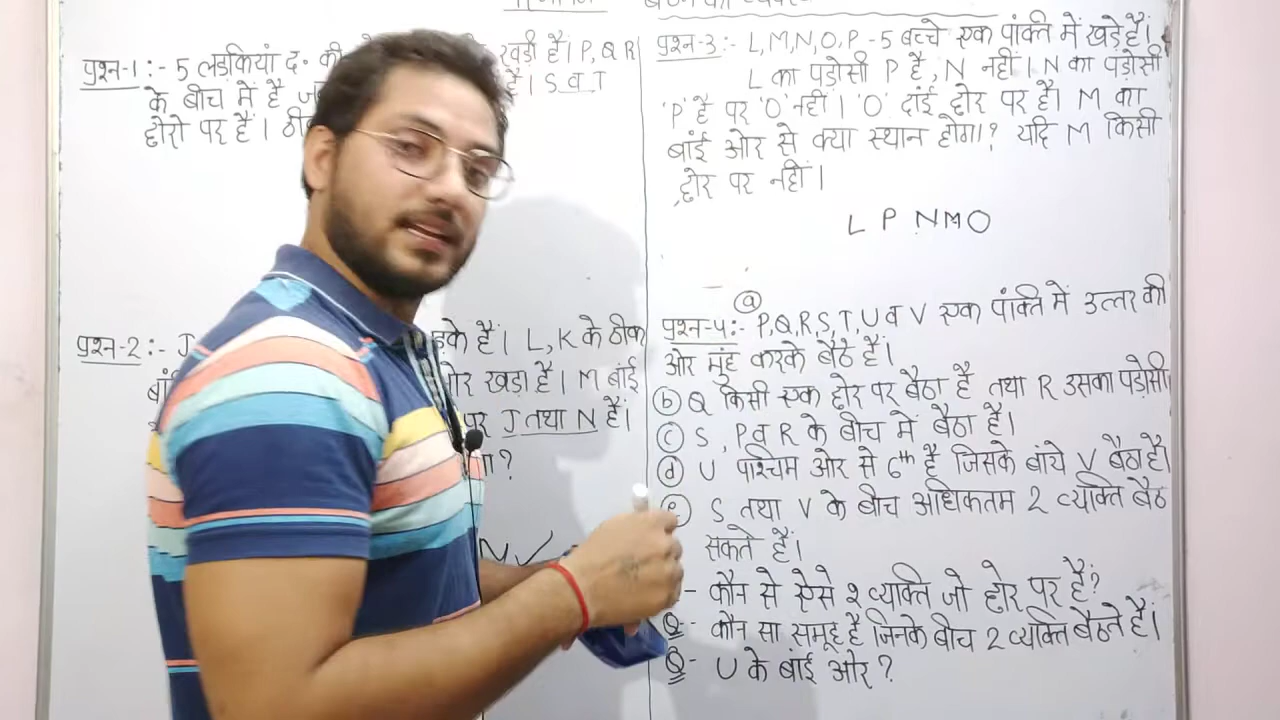 प्रश्न-1:- 5 लड़कियां द॰ की खड़ी हैं। P,Q,R
के बीच में है है। S व T
छोरो पर हैं।
प्रश्न-2:- J हैं। L,K के ठीक
खड़ा है। M बाई
पर J तथा N हैं।
?
प्रश्न-3:- L,M,N,O,P -5 बच्चे एक पांक्ति में खड़े हैं।
L का पड़ोसी P है, N नहीं। N का पड़ोसी
'P' है पर 'O' नहीं। 'O' दांई छोर पर है। M का
बांई ओर से क्या स्थान होगा? यदि M किसी
छोर पर नहीं।
L P N M O
ⓐ
प्रश्न-4:- P,Q,R,S,T,U व V एक पांक्ति में उत्तर की
ओर मुंह करके बैठे हैं।
ⓑ Q किसी एक छोर पर बैठा है तथा R उसका पड़ोसी
ⓒ S, P व R के बीच में बैठा है।
ⓓ U पश्चिम ओर से 6th है जिसके बांये V बैठा है।
ⓔ S तथा V के बीच अधिकतम 2 व्यक्ति बैठ
सकते हैं।
- कौन से ऐसे 2 व्यक्ति जो छोर पर हैं?
Q- कौन सा समूह है जिनके बीच 2 व्यक्ति बैठते हैं।
Q- U के बांई ओर?